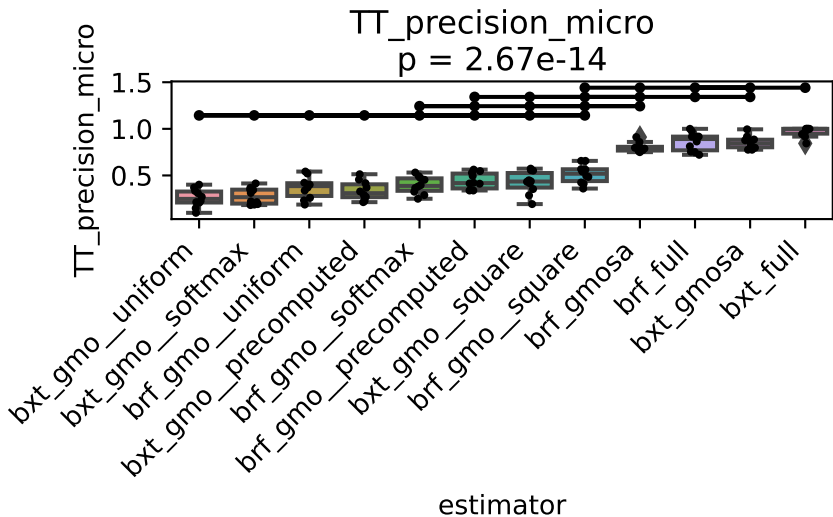 TT_precision_micro
p = 2.67e-14
TT_precision_micro
1.5
1.0
0.5
bxt_gmo__uniform
bxt_gmo__softmax
brf_gmo__uniform
bxt_gmo__precomputed
brf_gmo__softmax
brf_gmo__precomputed
bxt_gmo__square
brf_gmo__square
brf_gmosa
brf_full
bxt_gmosa
bxt_full
estimator